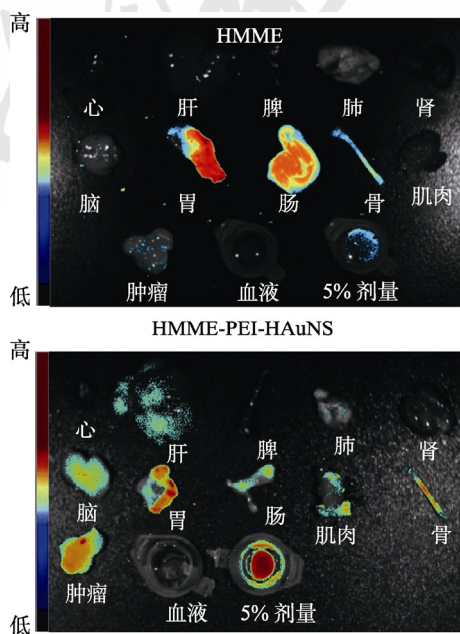 高
HMME
心 肝 脾 肺 肾
脑 胃 肠 骨 肌肉
肿瘤 血液 5% 剂量
低
HMME-PEI-HAuNS
高
心 肝 脾 肺 肾
脑 胃 肠 肌肉 骨
肿瘤 血液 5% 剂量
低